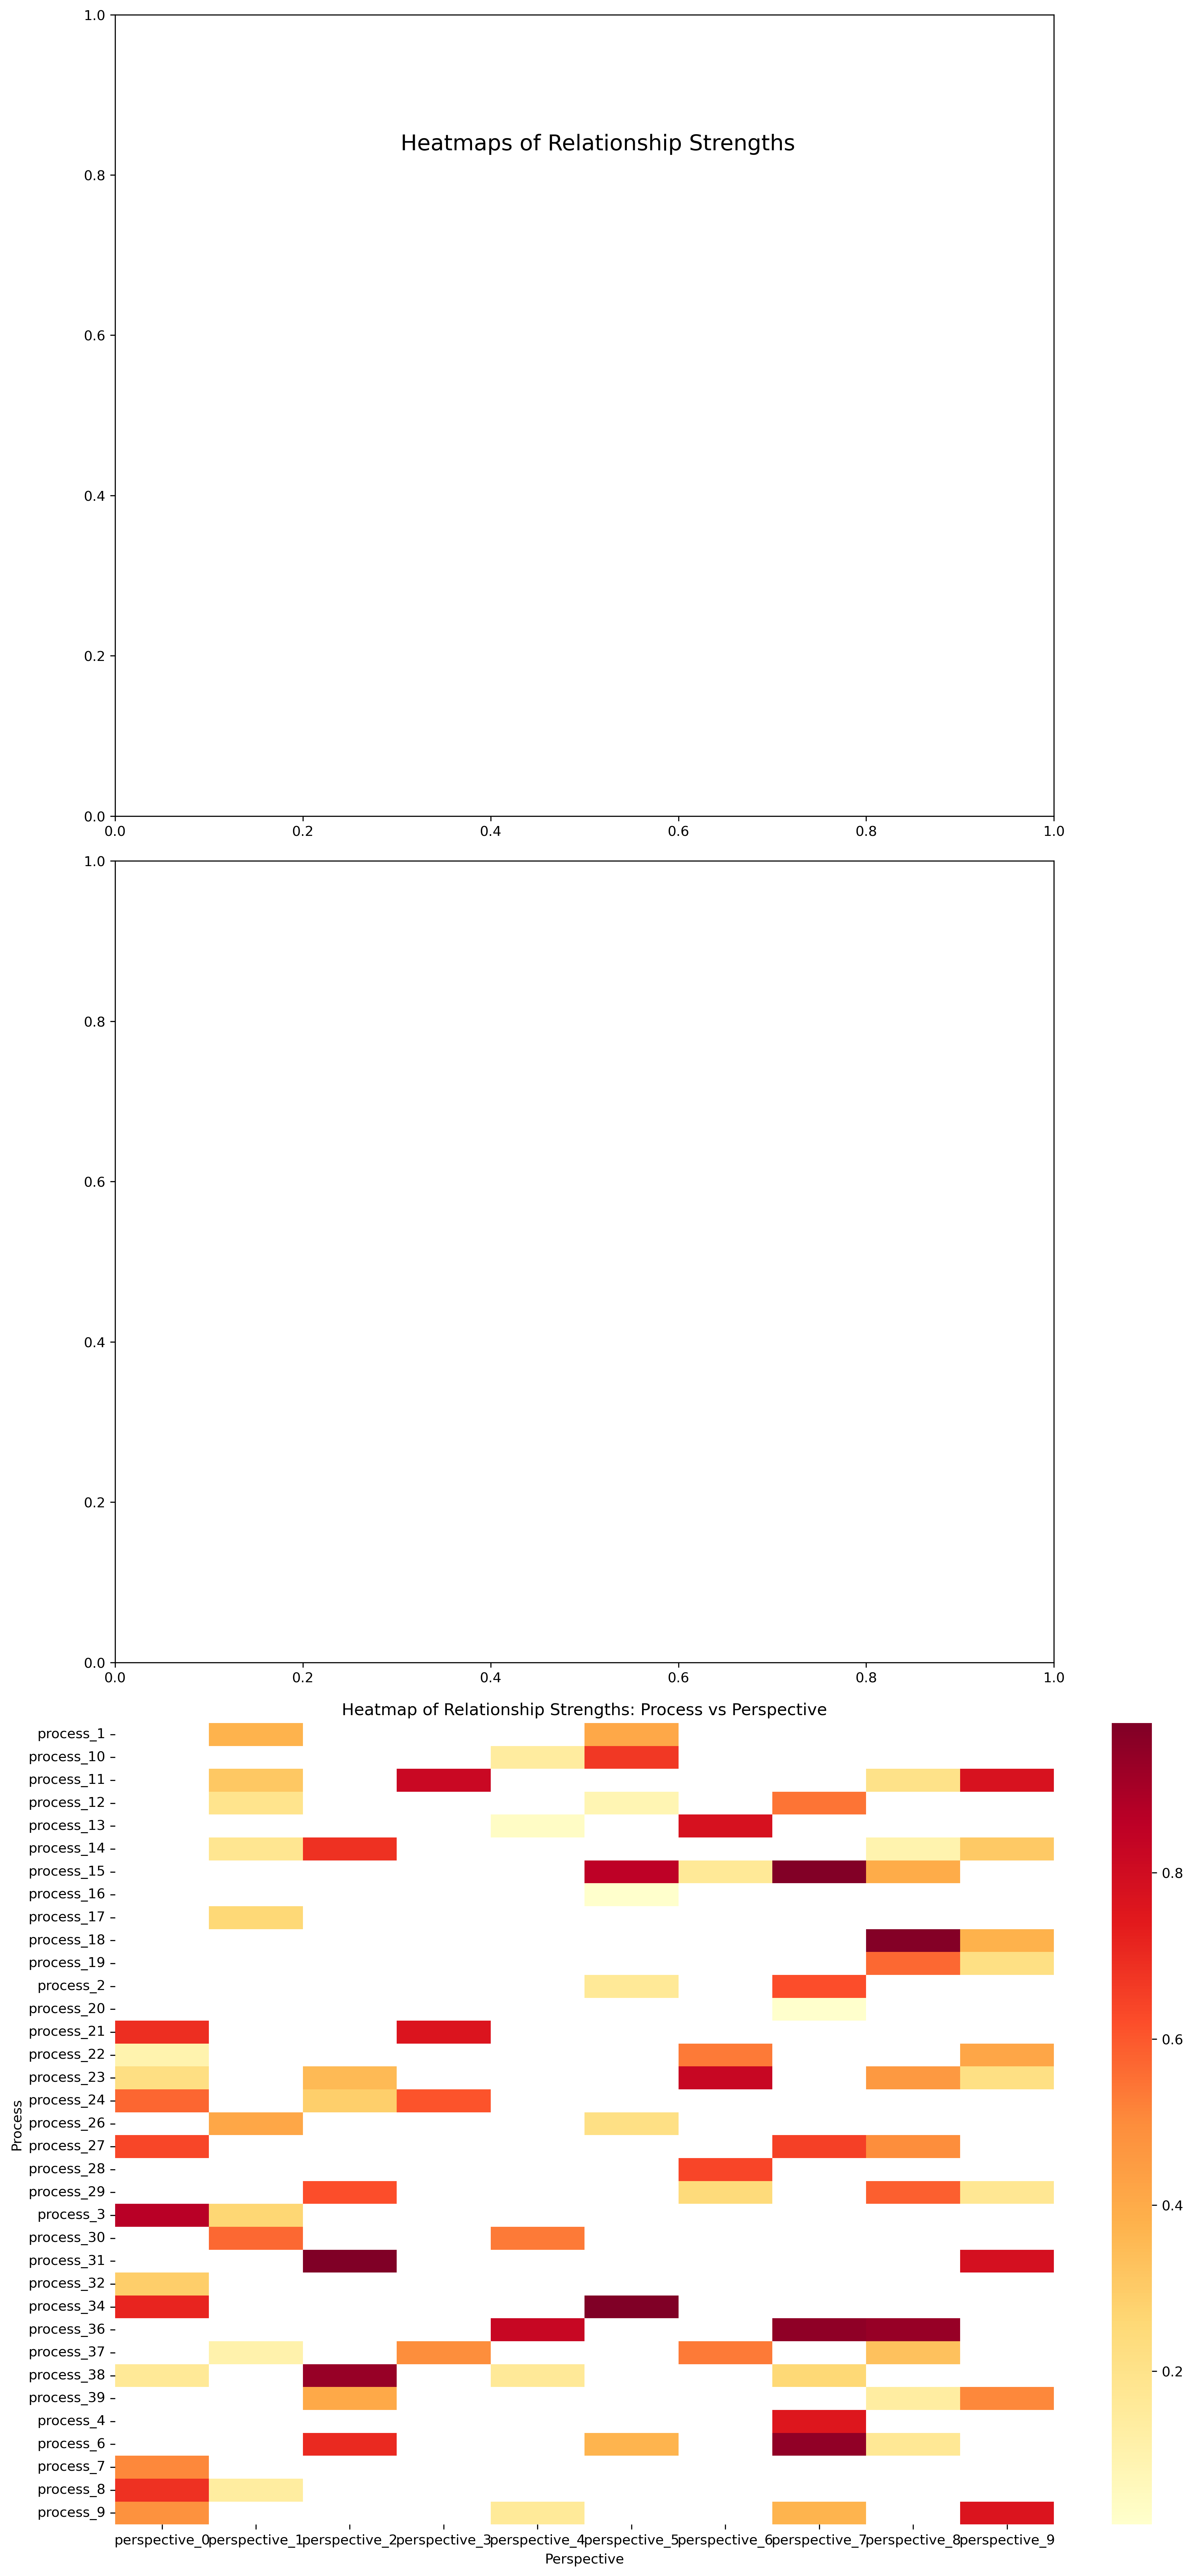 1.0
Heatmaps of Relationship Strengths
0.8
0.6
0.4
0.2
0.0
0.0 0.2 0.4 0.6 0.8 1.0
1.0
0.8
0.6
0.4
0.2
0.0
0.0 0.2 0.4 0.6 0.8 1.0
Heatmap of Relationship Strengths: Process vs Perspective
process_1
process_10
process_11
process_12
process_13
process_14
process_15
process_16
process_17
process_18
process_19
process_2
process_20
process_21
process_22
process_23
process_24
process_26
process_27
process_28
process_29
process_3
process_30
process_31
process_32
process_34
process_36
process_37
process_38
process_39
process_4
process_6
process_7
process_8
process_9
Process
perspective_0 perspective_1 perspective_2 perspective_3 perspective_4 perspective_5 perspective_6 perspective_7 perspective_8 perspective_9
Perspective
0.8
0.6
0.4
0.2